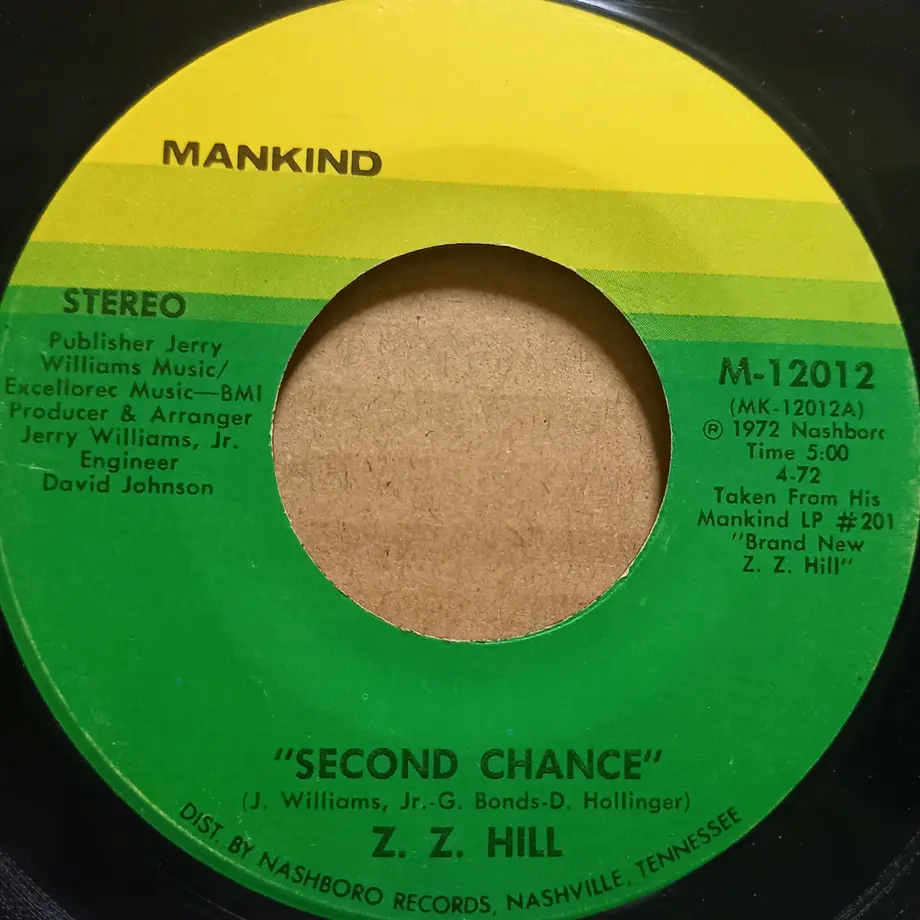 MANKIND
STEREO
Publisher Jerry
Williams Music/
Excellorec Music—BMI
Producer & Arranger
Jerry Williams, Jr.
Engineer
David Johnson
M-12012
(MK-12012A)
Ⓟ 1972 Nashboro
Time 5:00
4-72
Taken From His
Mankind LP #201
"Brand New
Z. Z. Hill"
"SECOND CHANCE"
(J. Williams, Jr.-G. Bonds-D. Hollinger)
Z. Z. HILL
DIST. BY NASHBORO RECORDS, NASHVILLE, TENNESSEE